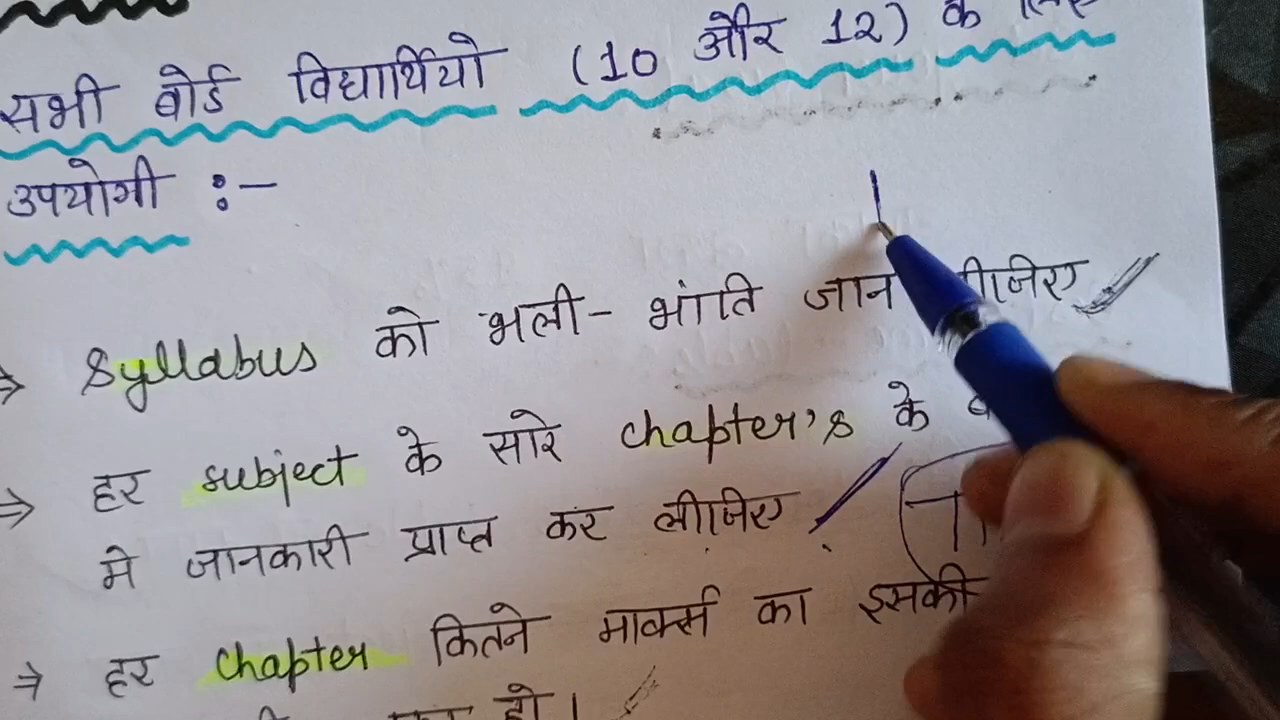 सभी बोर्ड विद्यार्थियो (10 और 12) के लिए
उपयोगी :-
⇒ Syllabus को भली- भांति जान लीजिए
⇒ हर subject के सारे chapter's के
मे जानकारी प्राप्त कर लीजिए
⇒ हर chapter कितने मार्क्स का इसकी
हो।